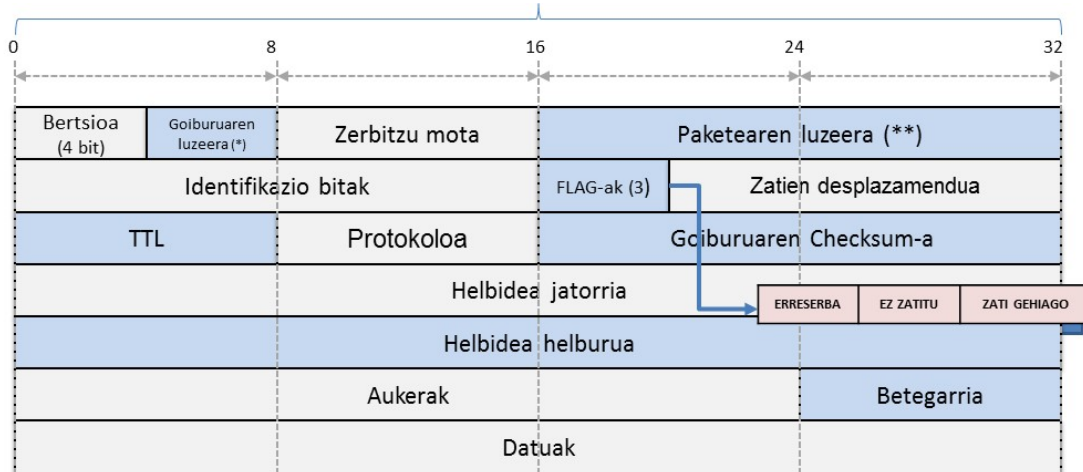 0 8 16 24 32
Bertsioa
(4 bit)
Goiburuaren
luzeera (*)
Zerbitzu mota
Paketearen luzeera (**)
Identifikazio bitak
FLAG-ak (3)
Zatien desplazamendua
TTL
Protokoloa
Goiburuaren Checksum-a
Helbidea jatorria
ERRESERBA
EZ ZATITU
ZATI GEHIAGO
Helbidea helburua
Aukerak
Betegarria
Datuak